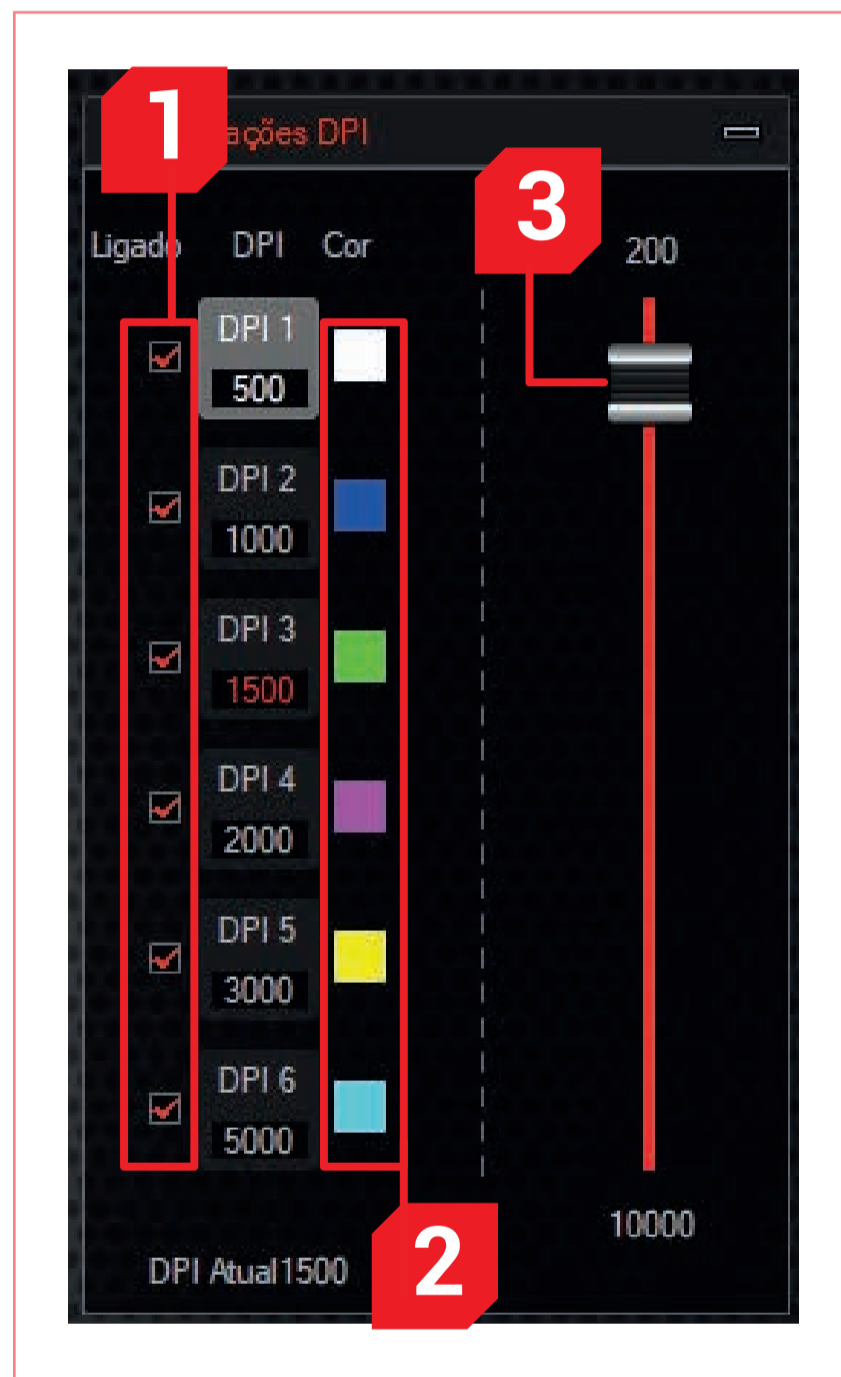 1
ações DPI
3
Ligado DPI Cor
200
DPI 1
500
DPI 2
1000
DPI 3
1500
DPI 4
2000
DPI 5
3000
DPI 6
5000
10000
2
DPI Atual1500